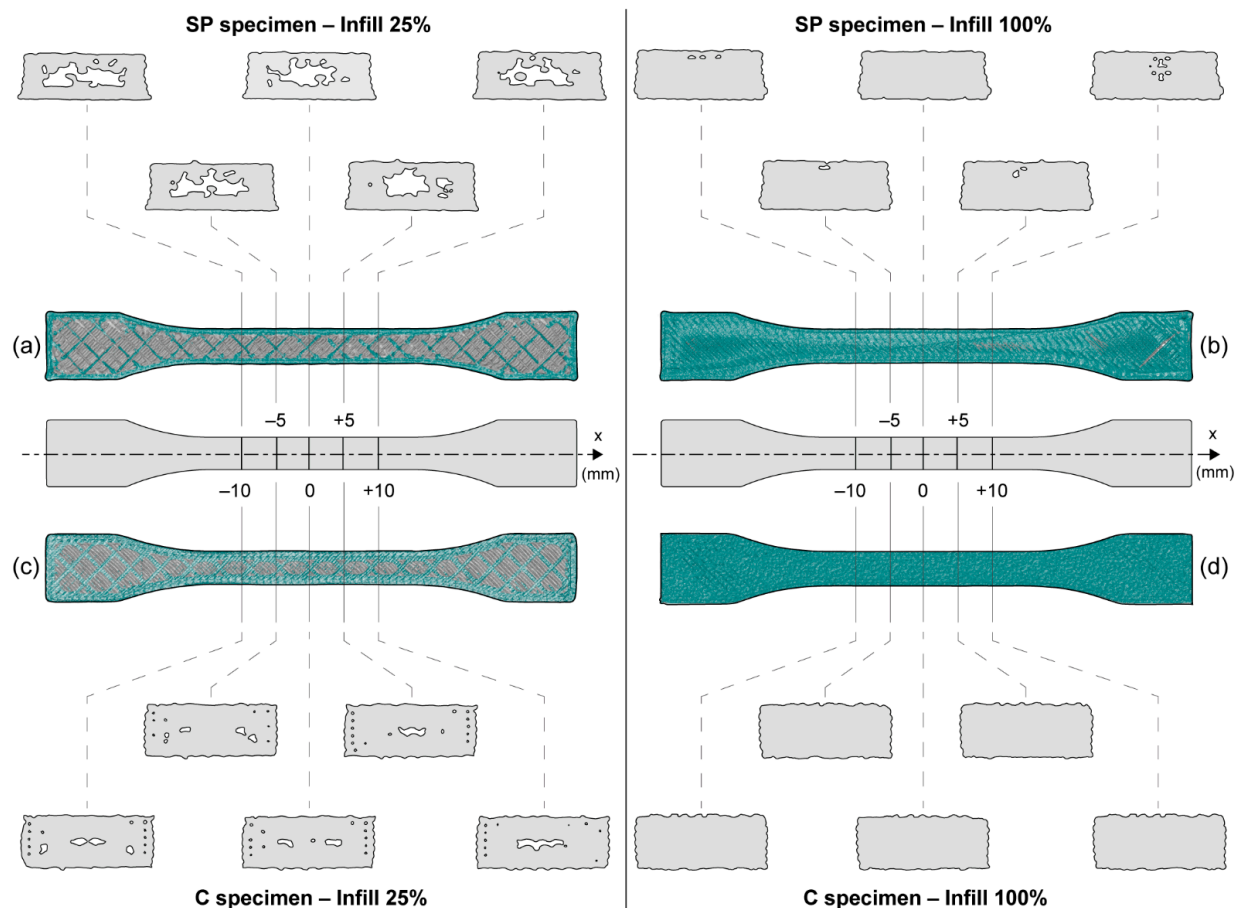 SP specimen – Infill 25%
SP specimen – Infill 100%
(a)
(b)
–5
+5
x
(mm)
–10
0
+10
–5
+5
x
(mm)
–10
0
+10
(c)
(d)
C specimen – Infill 25%
C specimen – Infill 100%